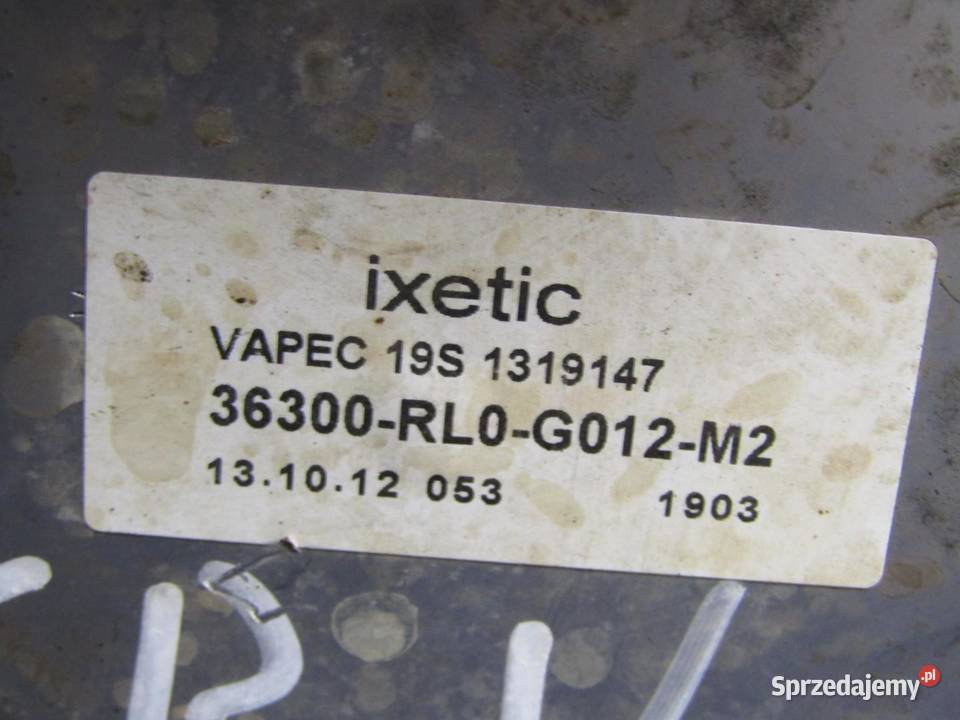 ixetic
VAPEC 19S 1319147
36300-RL0-G012-M2
13.10.12 053 1903
Sprzedajemy.pl